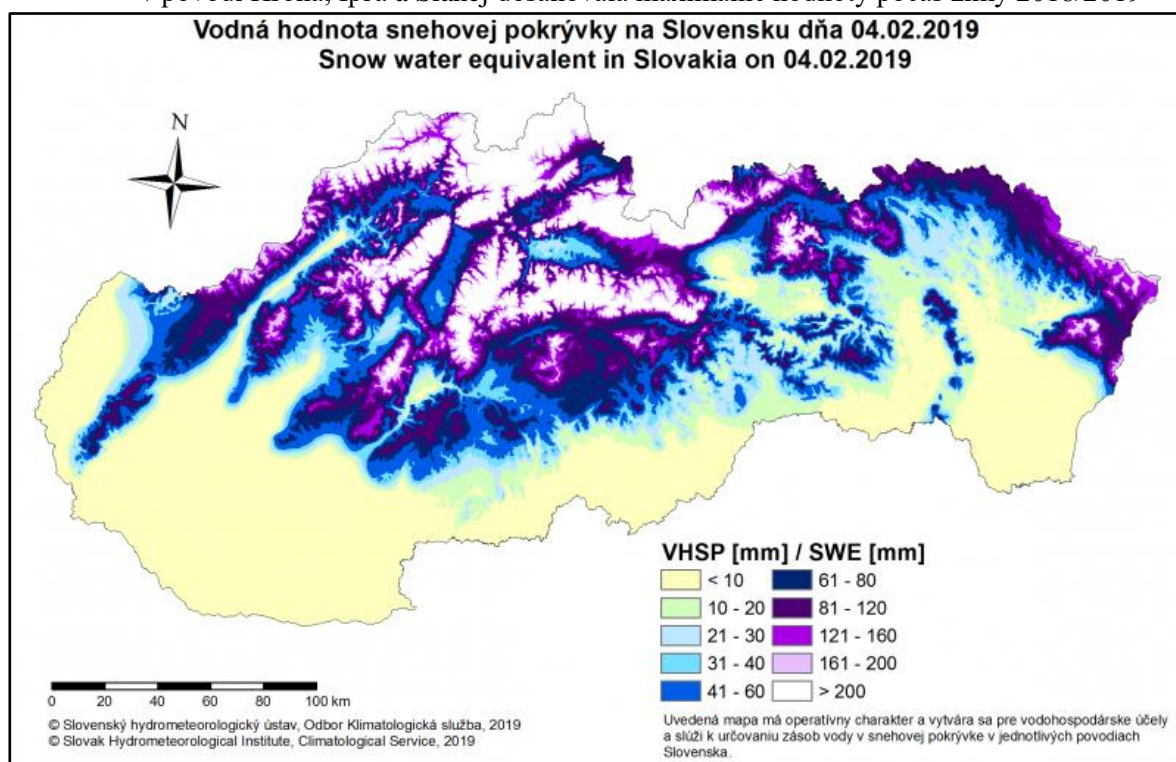 Vodná hodnota snehovej pokrývky na Slovensku dňa 04.02.2019
Snow water equivalent in Slovakia on 04.02.2019
N
VHSP [mm] / SWE [mm]
< 10
10 - 20
21 - 30
31 - 40
41 - 60
61 - 80
81 - 120
121 - 160
161 - 200
> 200
0 20 40 60 80 100 km
© Slovenský hydrometeorologický ústav, Odbor Klimatologická služba, 2019
© Slovak Hydrometeorological Institute, Climatological Service, 2019
Uvedená mapa má operatívny charakter a vytvára sa pre vodohospodárske účely
a slúži k určovaniu zásob vody v snehovej pokrývke v jednotlivých povodiach
Slovenska.